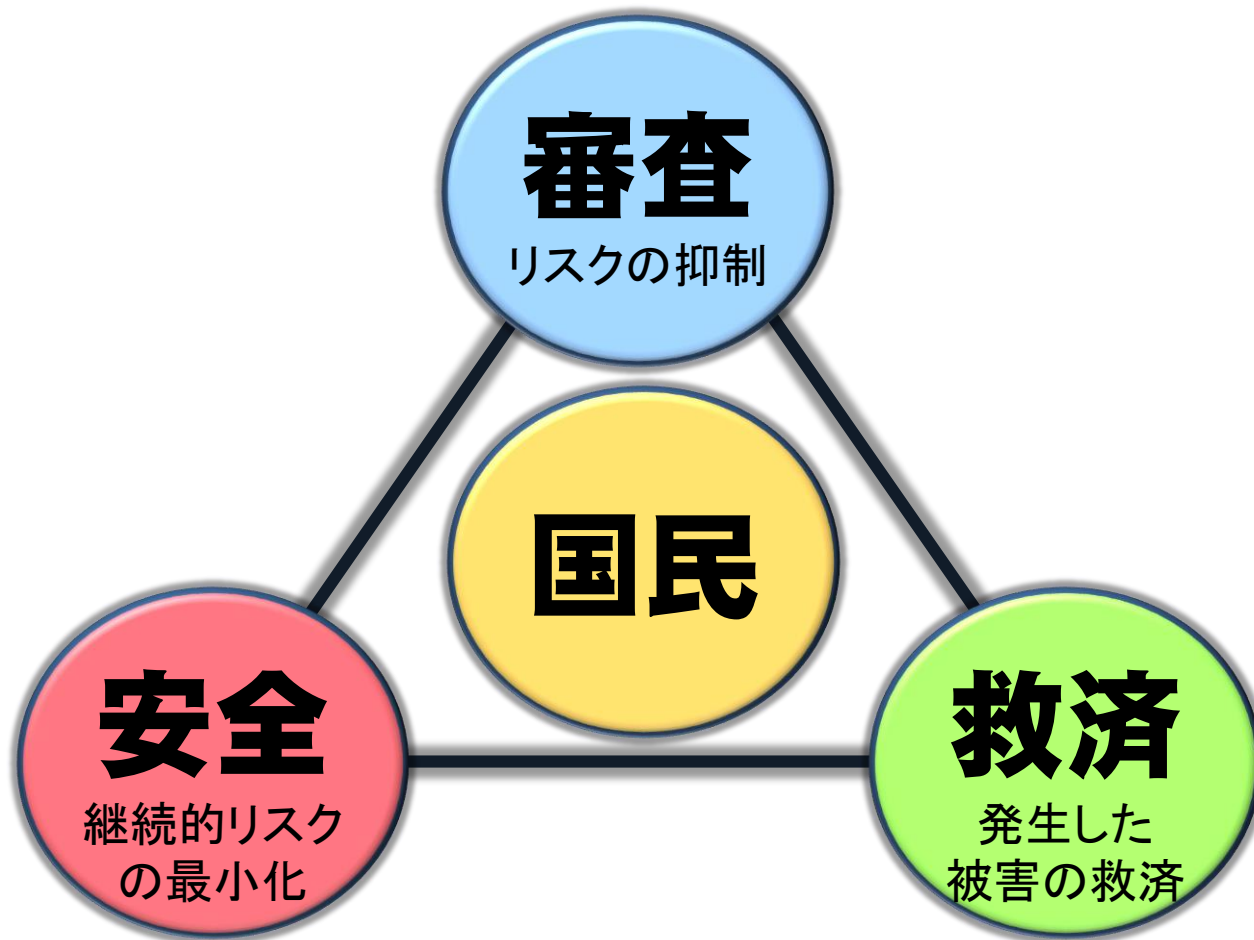 審査
リスクの抑制
国民
安全
継続的リスク
の最小化
救済
発生した
被害の救済